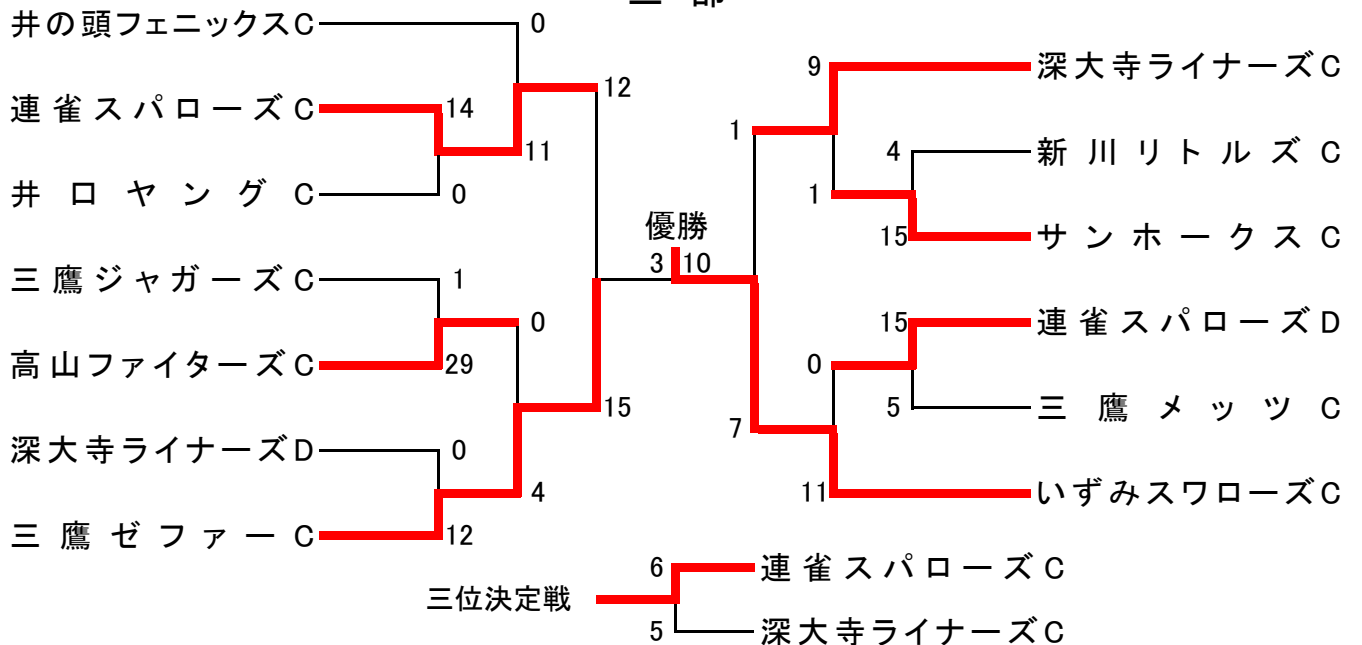 井の頭フェニックスC 0
連雀スパローズC 14
12
11
井口ヤングC 0
三鷹ジャガーズC 1
0
高山ファイターズC 29
15
深大寺ライナーズD 0
4
三鷹ゼファーC 12
優勝
3 10
9 深大寺ライナーズC
1
4 新川リトルズC
1
15 サンホークスC
15 連雀スパローズD
0
5 三鷹メッツC
7
11 いずみスワローズC
三位決定戦
6 連雀スパローズC
5 深大寺ライナーズC